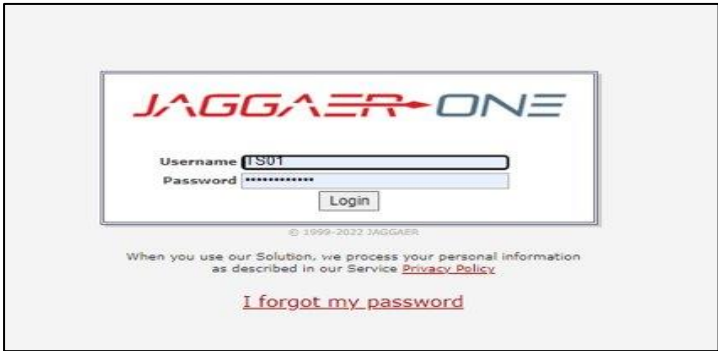 JAGGAER ONE
Username TS01
Password ••••••••••••
Login
© 1999-2022 JAGGAER
When you use our Solution, we process your personal information
as described in our Service Privacy Policy
I forgot my password